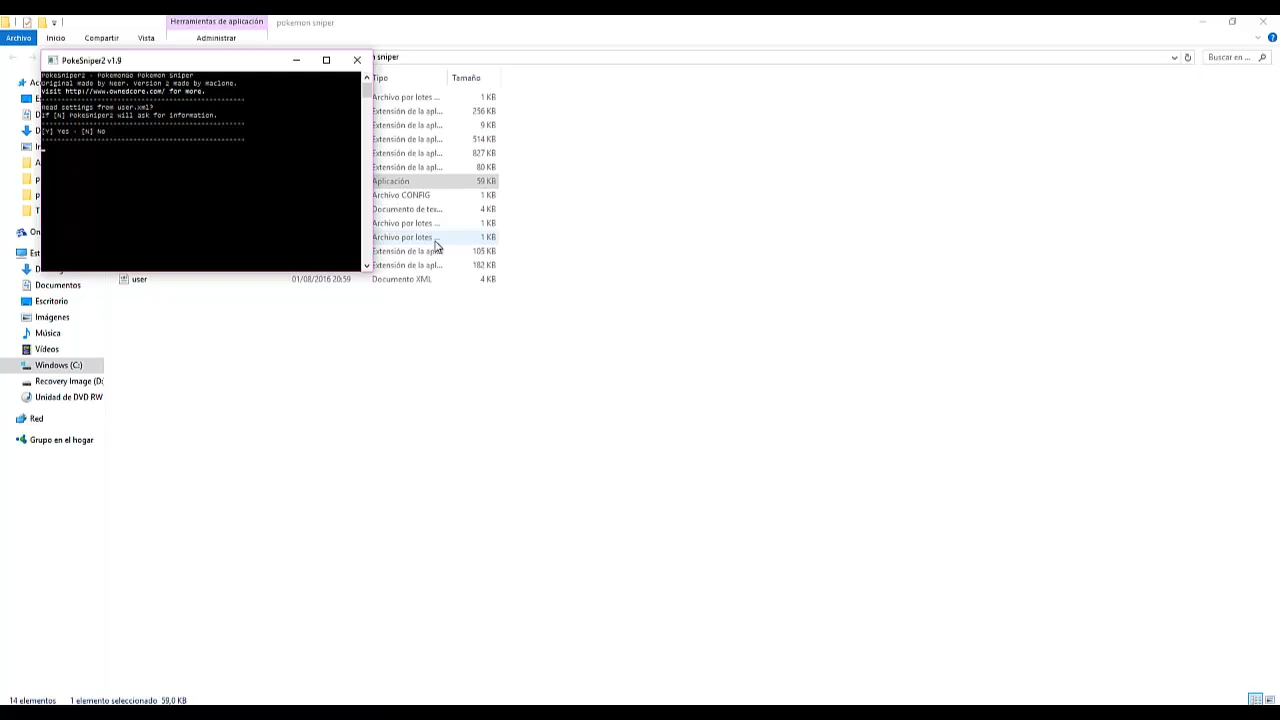 Herramientas de aplicación
pokemon sniper
Archivo
Inicio
Compartir
Vista
Administrar
PokeSniper2 v1.9
sniper
Buscar en ...
PokeSniper2 - PokemonGo Pokemon Sniper
Original made by Neer. Version 2 made by Maclone.
Visit http://www.ownedcore.com/ for more.
Read settings from user.xml?
If [N] PokeSniper2 will ask for information.
[Y] Yes - [N] No
Tipo
Tamaño
Archivo por lotes ...
1 KB
Extensión de la apl...
256 KB
Extensión de la apl...
9 KB
Extensión de la apl...
514 KB
Extensión de la apl...
827 KB
Extensión de la apl...
80 KB
Aplicación
59 KB
Archivo CONFIG
1 KB
Documento de tex...
4 KB
Archivo por lotes ...
1 KB
Archivo por lotes ...
1 KB
Extensión de la apl...
105 KB
Extensión de la apl...
182 KB
user
01/08/2016 20:59
Documento XML
4 KB
Documentos
Escritorio
Imágenes
Música
Vídeos
Windows (C:)
Recovery Image (D:
Unidad de DVD RW
Red
Grupo en el hogar
14 elementos
1 elemento seleccionado 59,0 KB